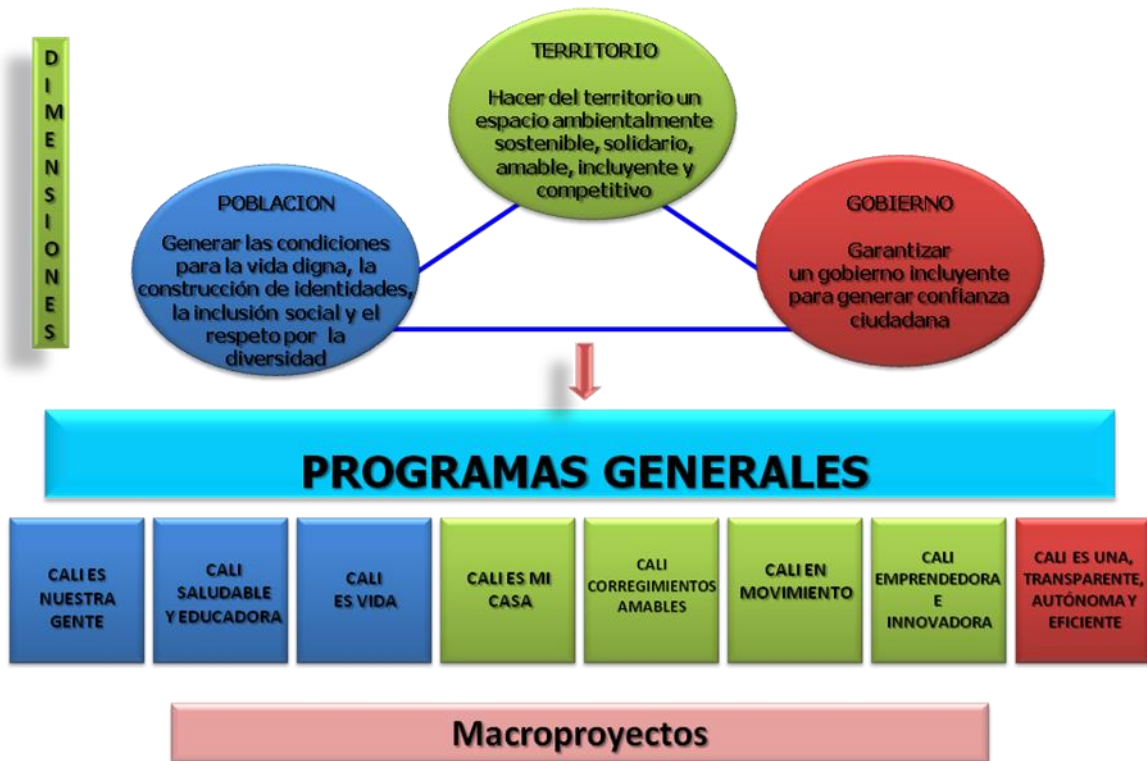 DIMENSIONES
TERRITORIO
Hacer del territorio un
espacio ambientalmente
sostenible, solidario,
amable, incluyente y
competitivo
POBLACION
Generar las condiciones
para la vida digna, la
construcción de identidades,
la inclusión social y el
respeto por la
diversidad
GOBIERNO
Garantizar
un gobierno incluyente
para generar confianza
ciudadana
PROGRAMAS GENERALES
CALI ES
NUESTRA
GENTE
CALI
SALUDABLE
Y EDUCADORA
CALI
ES VIDA
CALI ES MI
CASA
CALI
CORREGIMIENTOS
AMABLES
CALI EN
MOVIMIENTO
CALI
EMPRENDEDORA
E
INNOVADORA
CALI ES UNA,
TRANSPARENTE,
AUTÓNOMA Y
EFICIENTE
Macroproyectos